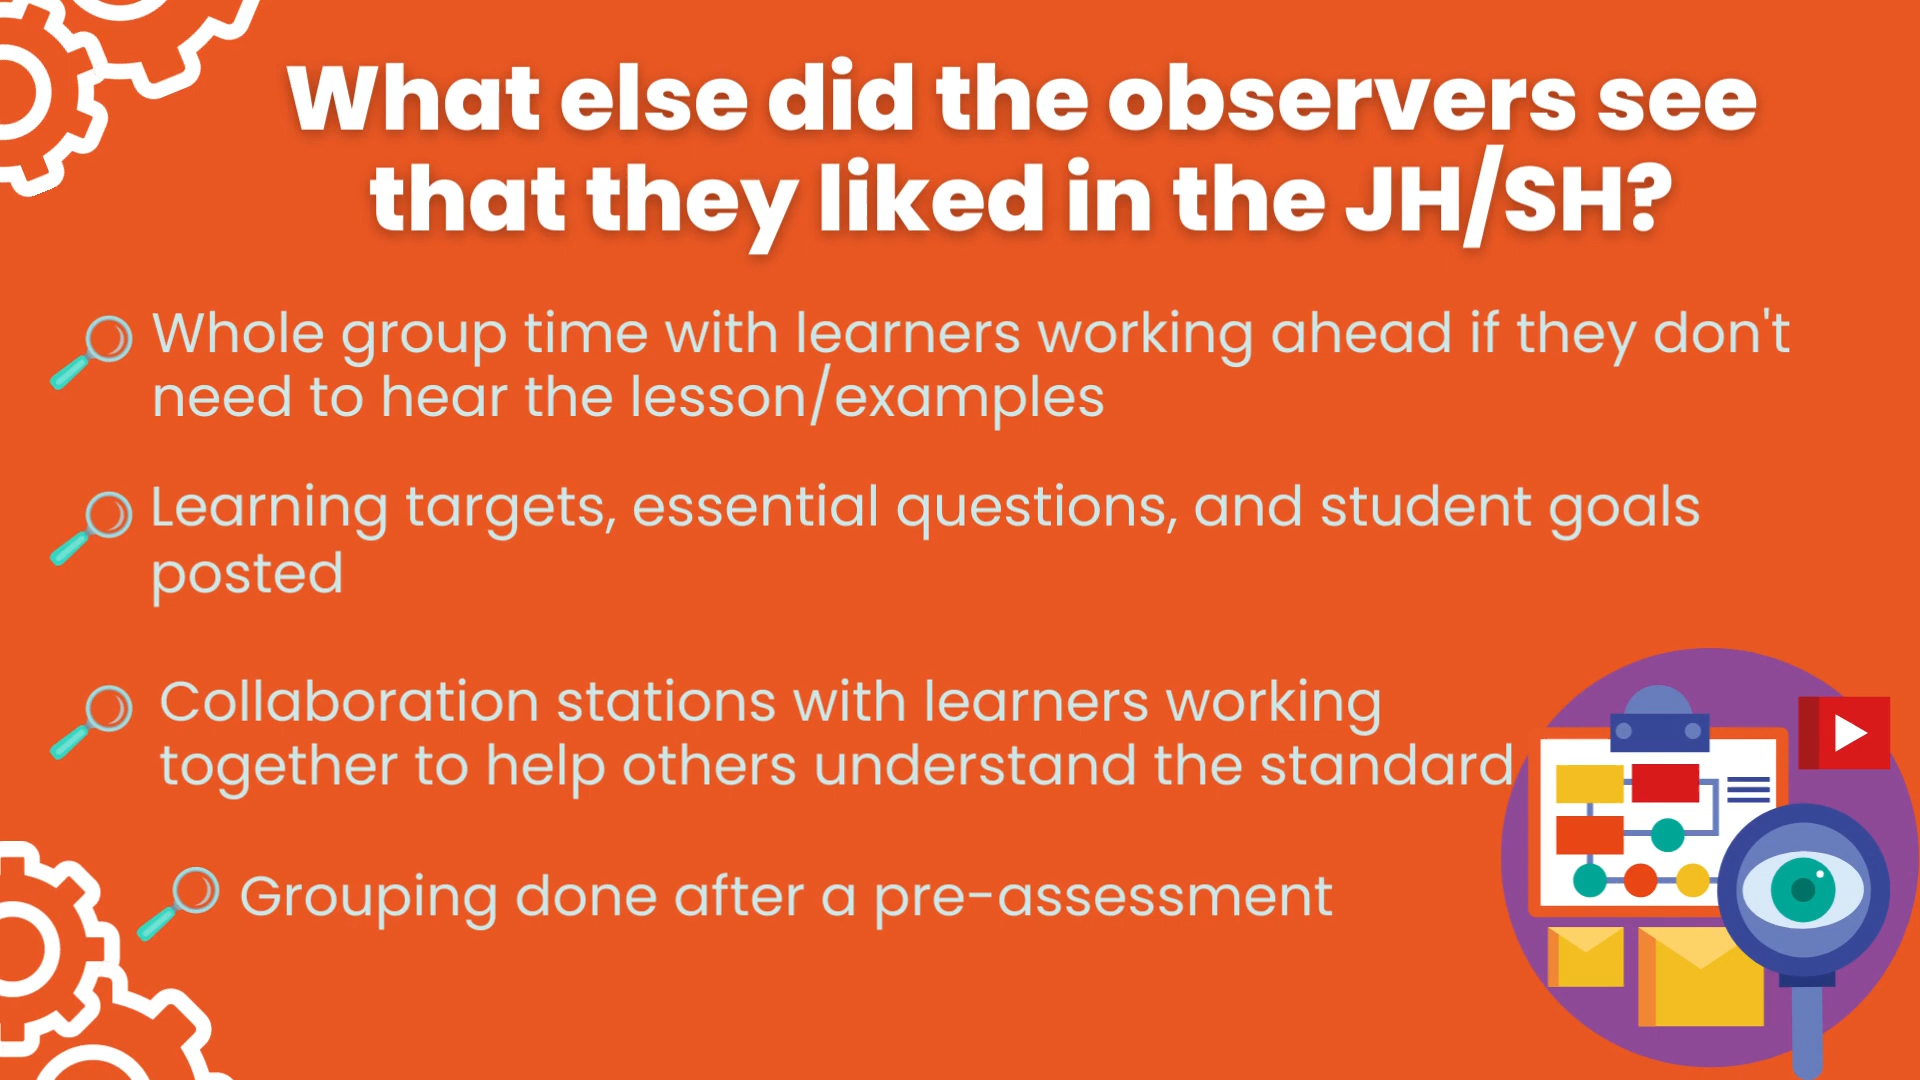 What else did the observers see
that they liked in the JH/SH?
Whole group time with learners working ahead if they don't
need to hear the lesson/examples
Learning targets, essential questions, and student goals
posted
Collaboration stations with learners working
together to help others understand the standard
Grouping done after a pre-assessment